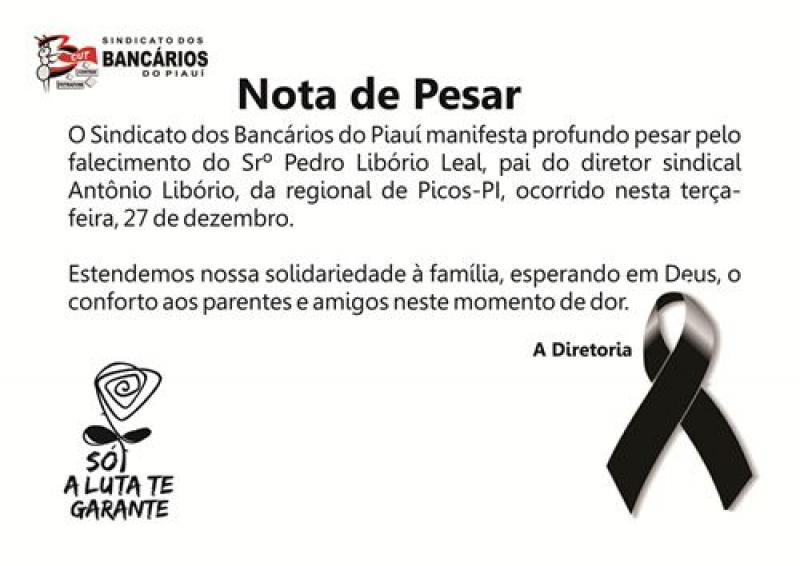 SINDICATO DOS
BANCÁRIOS
DO PIAUÍ
CUT
Nota de Pesar
O Sindicato dos Bancários do Piauí manifesta profundo pesar pelo
falecimento do Srº Pedro Libório Leal, pai do diretor sindical
Antônio Libório, da regional de Picos-PI, ocorrido nesta terça-
feira, 27 de dezembro.
Estendemos nossa solidariedade à família, esperando em Deus, o
conforto aos parentes e amigos neste momento de dor.
A Diretoria
SÓ
A LUTA TE
GARANTE